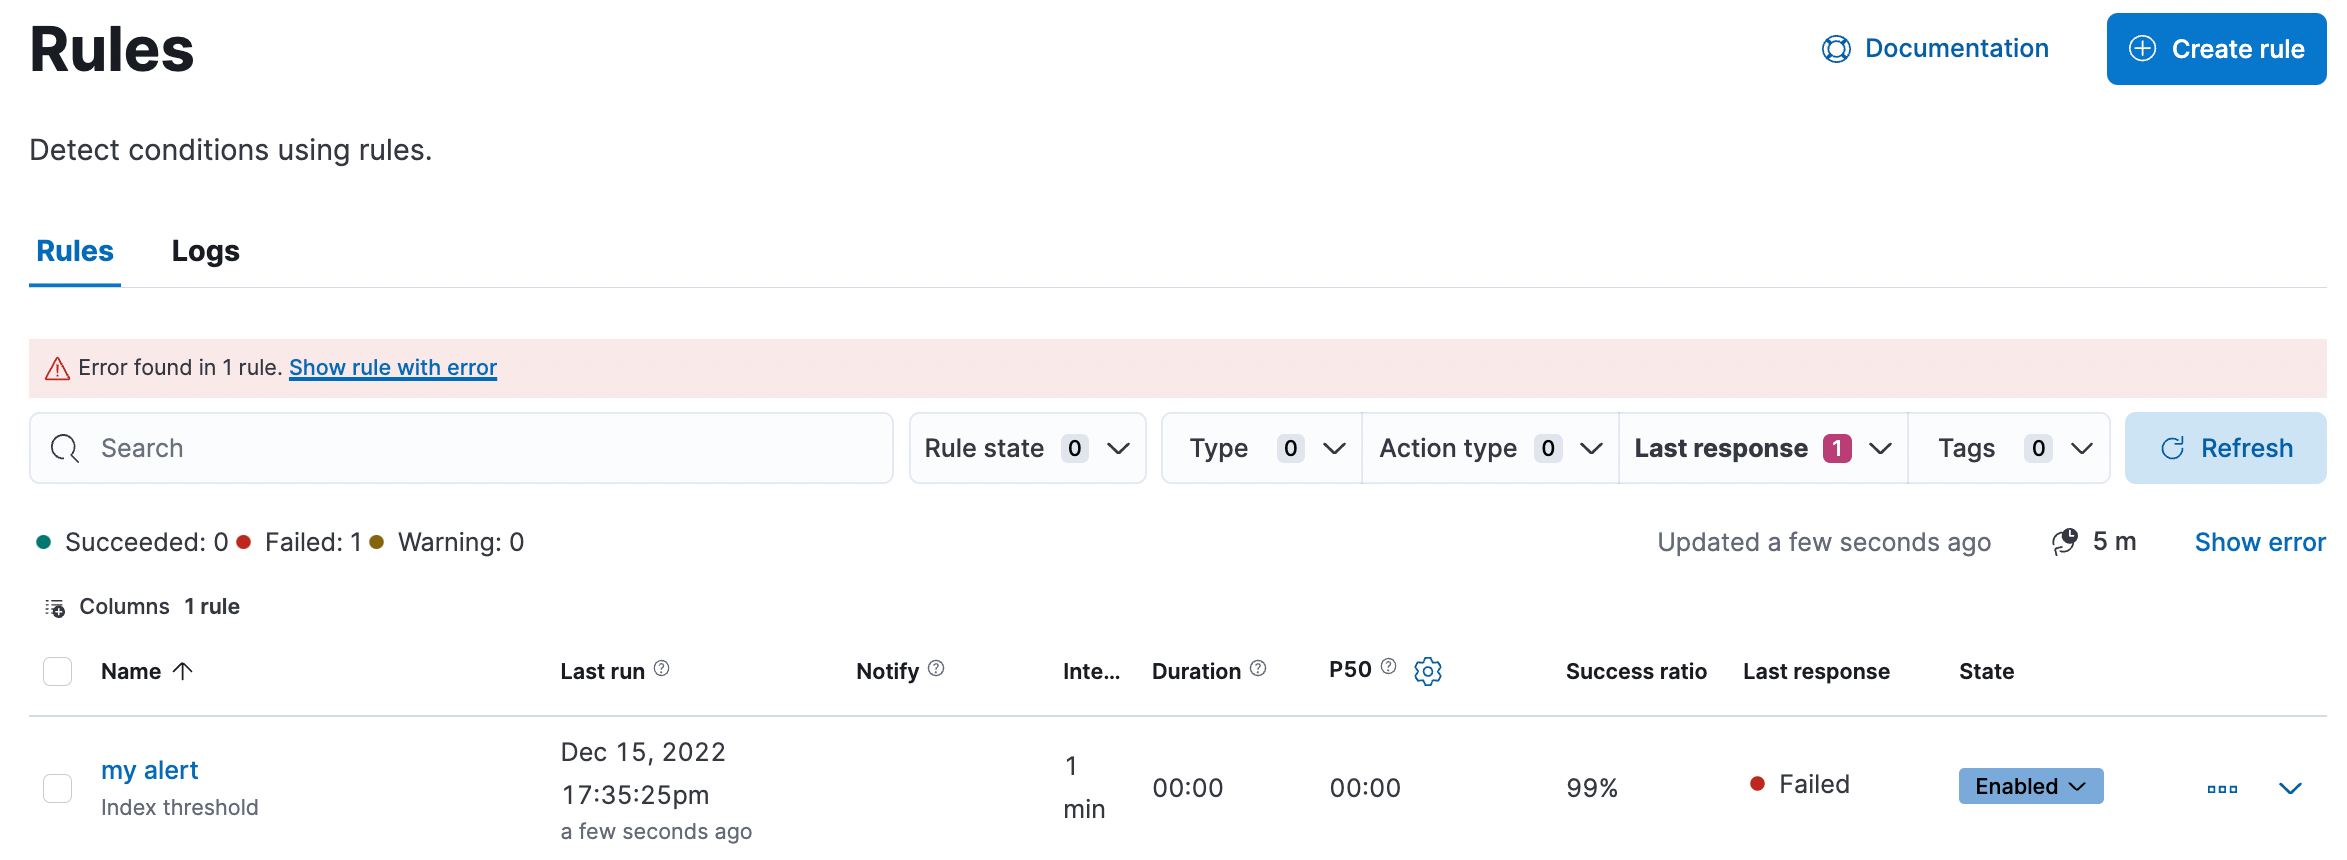 Rules
Documentation
Create rule
Detect conditions using rules.
Rules Logs
Error found in 1 rule. Show rule with error
Search
Rule state 0
Type 0
Action type 0
Last response 1
Tags 0
Refresh
Succeeded: 0 Failed: 1 Warning: 0
Updated a few seconds ago
5 m
Show error
Columns 1 rule
Name Last run Notify Inte... Duration P50 Success ratio Last response State
my alert
Index threshold
Dec 15, 2022
17:35:25pm
a few seconds ago
1
min
00:00
00:00
99%
Failed
Enabled